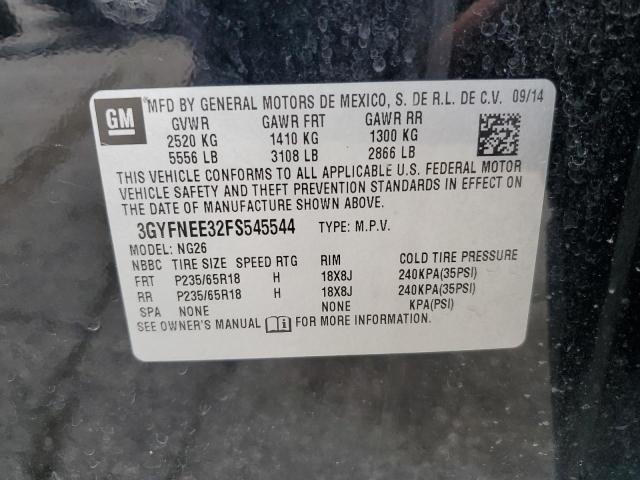 GM MFD BY GENERAL MOTORS DE MEXICO, S. DE R.L. DE C.V. 09/14
GVWR GAWR FRT GAWR RR
2520 KG 1410 KG 1300 KG
5556 LB 3108 LB 2866 LB
THIS VEHICLE CONFORMS TO ALL APPLICABLE U.S. FEDERAL MOTOR
VEHICLE SAFETY AND THEFT PREVENTION STANDARDS IN EFFECT ON
THE DATE OF MANUFACTURE SHOWN ABOVE.
3GYFNEE32FS545544 TYPE: M.P.V.
MODEL: NG26
NBBC TIRE SIZE SPEED RTG RIM COLD TIRE PRESSURE
FRT P235/65R18 H 18X8J 240KPA(35PSI)
RR P235/65R18 H 18X8J 240KPA(35PSI)
SPA NONE NONE KPA(PSI)
SEE OWNER'S MANUAL FOR MORE INFORMATION.